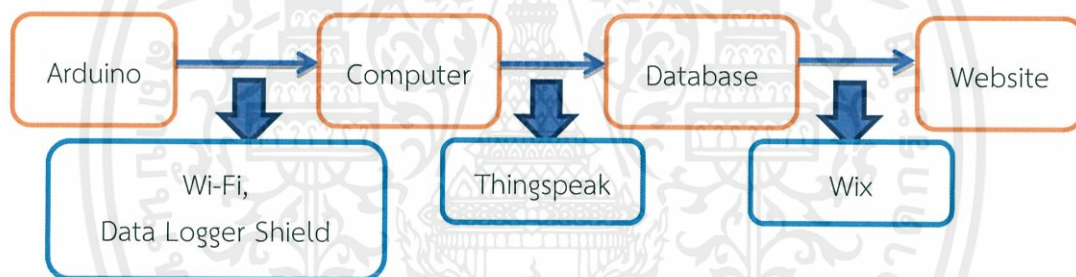 Arduino
Computer
Database
Website
Wi-Fi,
Data Logger Shield
Thingspeak
Wix